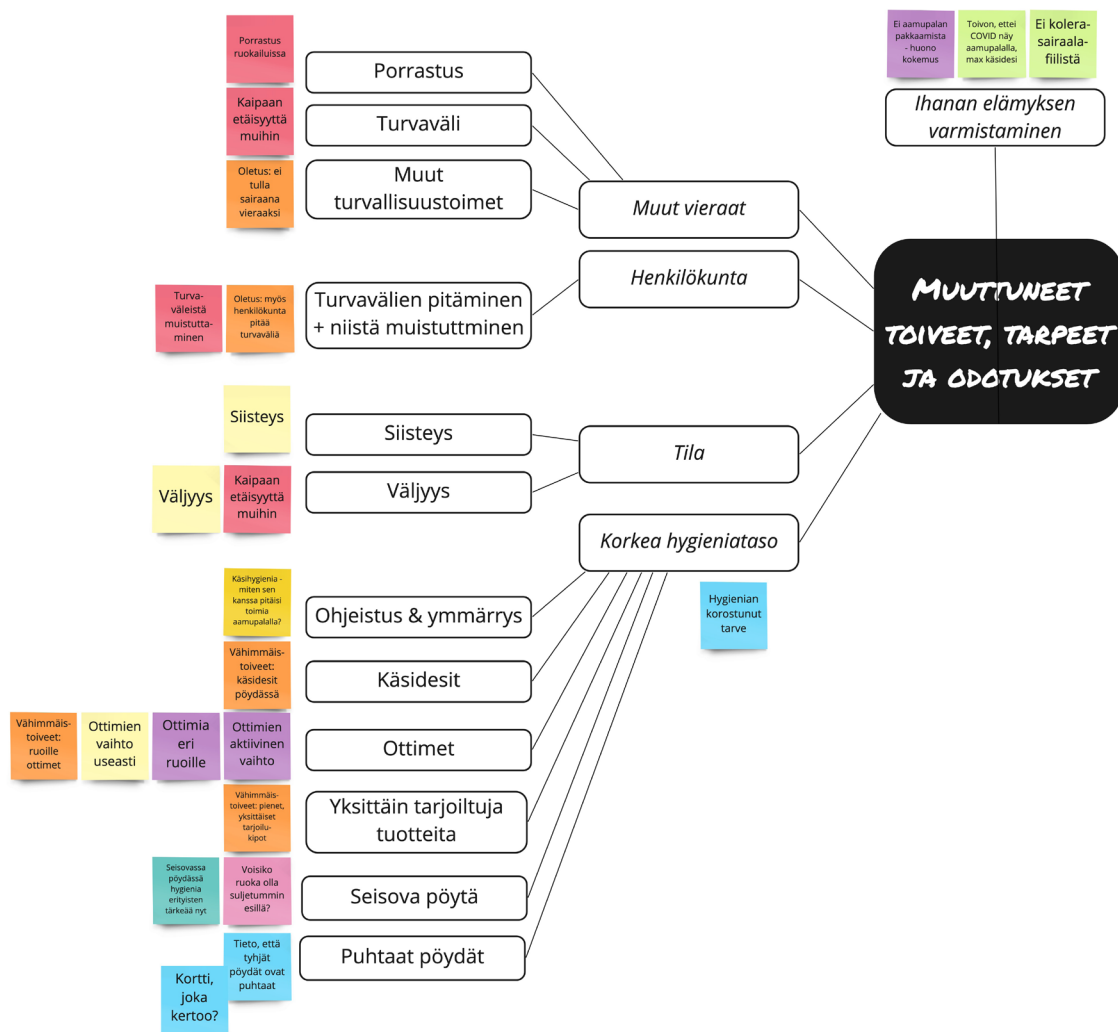 Porrastus
ruokailuissa
Porrastus
Kaipaan
etäisyyttä
muihin
Turvaväli
Oletus: ei
tulla
sairaana
vieraaksi
Muut
turvallisuustoimet
Muut vieraat
Ei aamupalan
pakkaamista
- huono
kokemus
Toivon, ettei
COVID näy
aamupalalla,
max käsidesi
Ei kolera-
sairaala-
fiilistä
Ihanan elämyksen
varmistaminen
MUUTTUNEET
TOIVEET, TARPEET
JA ODOTUKSET
Henkilökunta
Turva-
väleistä
muistutta-
minen
Oletus: myös
henkilökunta
pitää
turvaväliä
Turvavälien pitäminen
+ niistä muistuttminen
Siisteys
Siisteys
Tila
Väljyys
Kaipaan
etäisyyttä
muihin
Väljyys
Korkea hygieniataso
Hygienian
korostunut
tarve
Käsihygienia -
miten sen
kanssa pitäisi
toimia
aamupalalla?
Ohjeistus & ymmärrys
Vähimmäis-
toiveet:
käsidesit
pöydässä
Käsidesit
Vähimmäis-
toiveet:
ruoille
ottimet
Ottimien
vaihto
useasti
Ottimia
eri
ruoille
Ottimien
aktiivinen
vaihto
Ottimet
Vähimmäis-
toiveet: pienet,
yksittäiset
tarjoilu-
kipot
Yksittäin tarjoiltuja
tuotteita
Seisovassa
pöydässä
hygienia
erityisten
tärkeää nyt
Voisiko
ruoka olla
suljetummin
esillä?
Seisova pöytä
Tieto, että
tyhjät
pöydät ovat
puhtaat
Kortti,
joka
kertoo?
Puhtaat pöydät